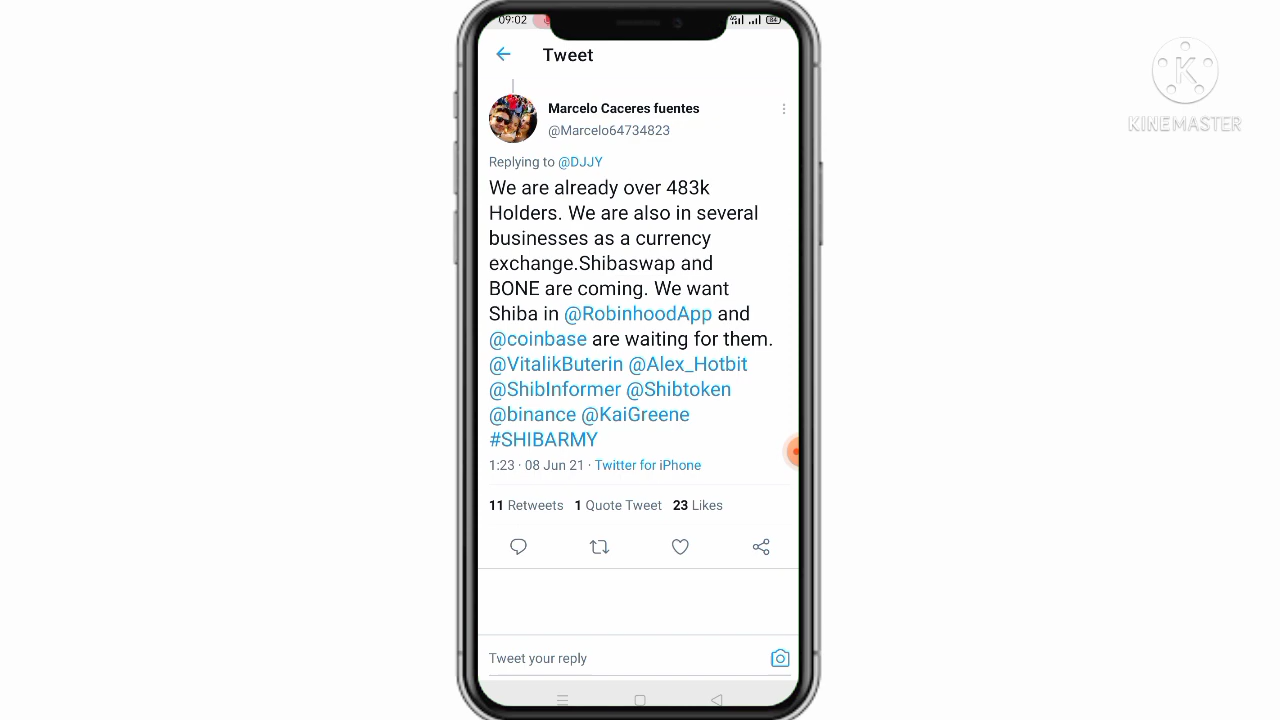 09:02
84
Tweet
Marcelo Caceres fuentes
@Marcelo64734823
Replying to @DJJY
We are already over 483k
Holders. We are also in several
businesses as a currency
exchange.Shibaswap and
BONE are coming. We want
Shiba in @RobinhoodApp and
@coinbase are waiting for them.
@VitalikButerin @Alex_Hotbit
@ShibInformer @Shibtoken
@binance @KaiGreene
#SHIBARMY
1:23 · 08 Jun 21 · Twitter for iPhone
11 Retweets 1 Quote Tweet 23 Likes
Tweet your reply
K
KINEMASTER